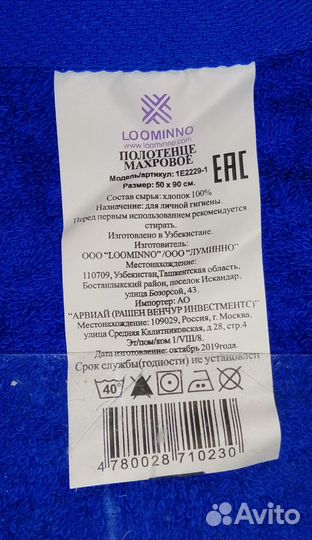 LOOMINNO
www.loominno.com
ПОЛОТЕНЦЕ
МАХРОВОЕ
Модель/артикул: 1Е2229-1
Размер: 50 х 90 см.
EAC
Состав сырья: хлопок 100%
Назначение: для личной гигиены
Перед первым использованием рекомендуется
стирать.
Изготовлено в Узбекистане.
Изготовитель:
ООО "LOOMINNO"/ООО "ЛУМИННО"
Местонахождение:
110709, Узбекистан,Ташкентская область,
Бостанлыкский район, поселок Искандар,
улица Бозорсой, 43.
Импортер: АО
"АРВИАЙ (РАШЕН ВЕНЧУР ИНВЕСТМЕНТС)"
Местонахождение: 109029, Россия, г. Москва,
улица Средняя Калитниковская, д 28, стр.4
Эт/пом/ком 1/VIII/8.
Дата изготовления: октябрь 2019года.
Срок службы(годности) не установлен
40°
4 780028 710230
Avito